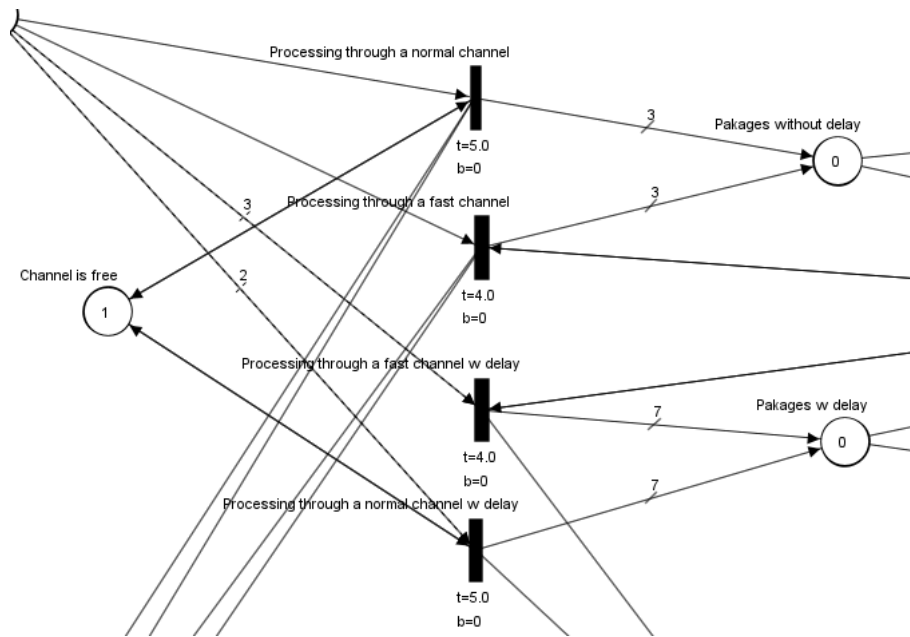 Processing through a normal channel
3
Pakages without delay
0
t=5.0
b=0
3
Processing through a fast channel
3
Channel is free
2
1
t=4.0
b=0
Processing through a fast channel w delay
7
Pakages w delay
0
t=4.0
b=0
7
Processing through a normal channel w delay
t=5.0
b=0